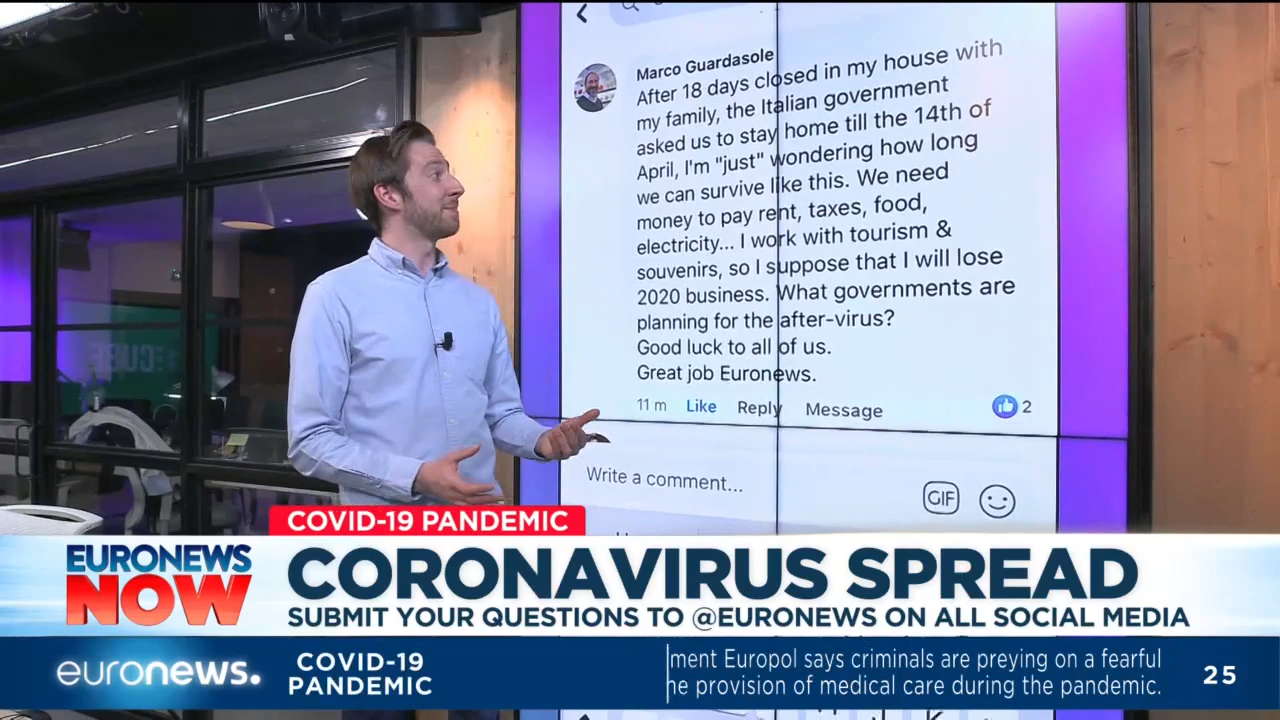 Marco Guardasole
After 18 days closed in my house with
my family, the Italian government
asked us to stay home till the 14th of
April, I'm "just" wondering how long
we can survive like this. We need
money to pay rent, taxes, food,
electricity... I work with tourism &
souvenirs, so I suppose that I will lose
2020 business. What governments are
planning for the after-virus?
Good luck to all of us.
Great job Euronews.
11 m Like Reply Message 2
Write a comment...
GIF
CUBE
COVID-19 PANDEMIC
EURONEWS
NOW
CORONAVIRUS SPREAD
SUBMIT YOUR QUESTIONS TO @EURONEWS ON ALL SOCIAL MEDIA
euronews.
COVID-19
PANDEMIC
ment Europol says criminals are preying on a fearful
he provision of medical care during the pandemic.
25